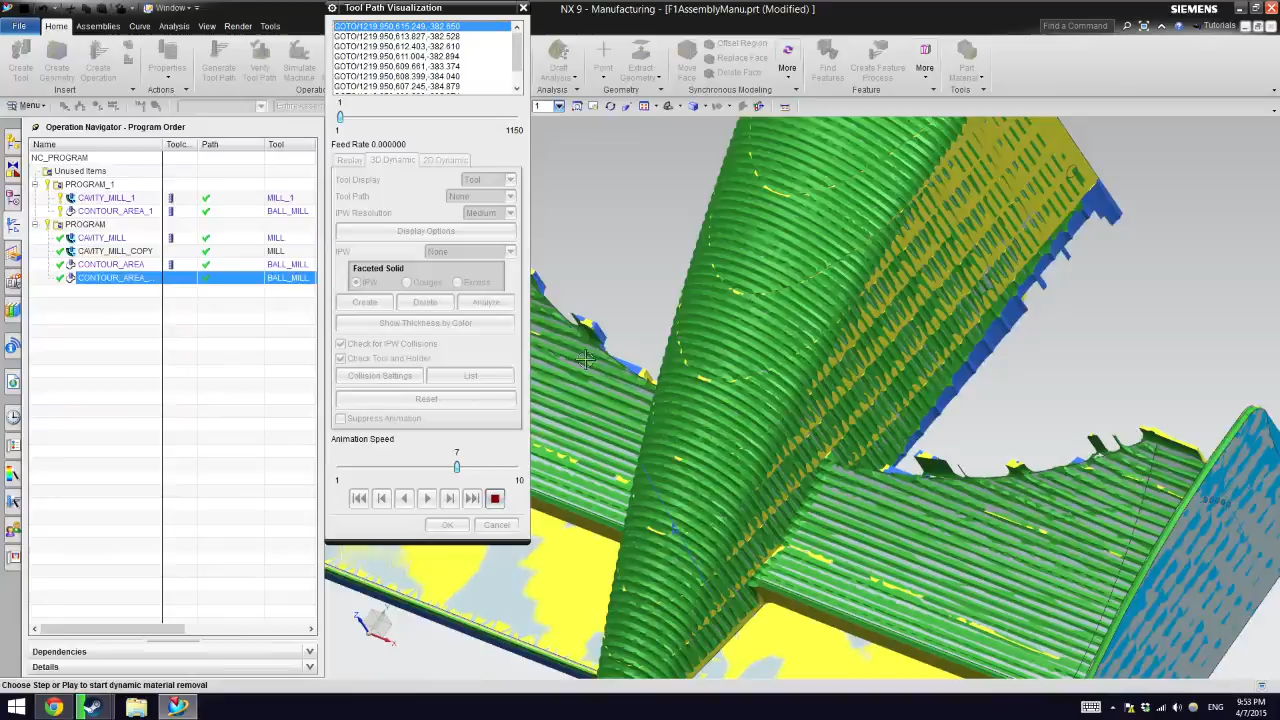 Window
Tool Path Visualization
NX 9 - Manufacturing - [F1AssemblyManu.prt (Modified) ]
SIEMENS
File
Home
Assemblies
Curve
Analysis
View
Render
Tools
Find a Command
Tutorials
Create Tool
Create Geometry
Create Operation
Properties
Generate Tool Path
Verify Tool Path
Simulate Machine
Draft Analysis
Point
Extract Geometry
Move Face
Offset Region
Replace Face
Delete Face
More
Find Features
Create Feature Process
More
Part Material
Insert
Actions
Analysis
Geometry
Synchronous Modeling
Feature
Tools
Menu
1
GOTO/1219.950,615.249,-382.650
GOTO/1219.950,613.827,-382.528
GOTO/1219.950,612.403,-382.610
GOTO/1219.950,611.004,-382.894
GOTO/1219.950,609.661,-383.374
GOTO/1219.950,608.399,-384.040
GOTO/1219.950,607.245,-384.879
1
1
1150
Feed Rate 0.000000
Replay
3D Dynamic
2D Dynamic
Tool Display
Tool
Tool Path
None
IPW Resolution
Medium
Display Options
IPW
None
Faceted Solid
IPW
Gouges
Excess
Create
Delete
Analyze
Show Thickness by Color
Check for IPW Collisions
Check Tool and Holder
Collision Settings
List
Reset
Suppress Animation
Animation Speed
7
1
10
OK
Cancel
Operation Navigator - Program Order
Name
Toolc..
Path
Tool
NC_PROGRAM
Unused Items
PROGRAM_1
CAVITY_MILL_1
MILL_1
CONTOUR_AREA_1
BALL_MILL
PROGRAM
CAVITY_MILL
MILL
CAVITY_MILL_COPY
MILL
CONTOUR_AREA
BALL_MILL
CONTOUR_AREA_...
BALL_MILL
Dependencies
Details
Choose Step or Play to start dynamic material removal
Z
Y
X
ENG
9:53 PM
4/7/2015